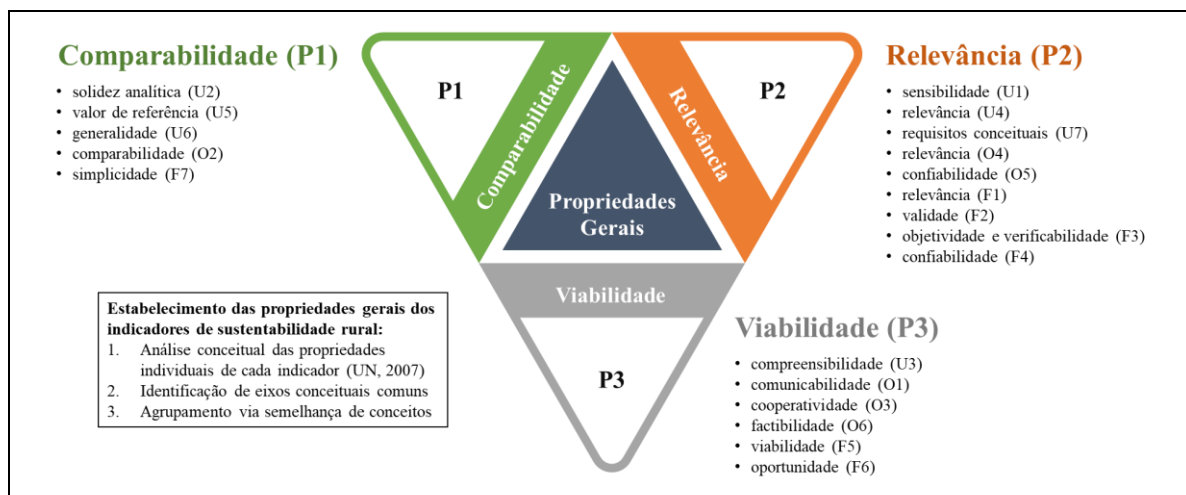 Comparabilidade (P1)
• solidez analítica (U2)
• valor de referência (U5)
• generalidade (U6)
• comparabilidade (O2)
• simplicidade (F7)
P1
Comparabilidade
Propriedades
Gerais
Relevância
P2
Relevância (P2)
• sensibilidade (U1)
• relevância (U4)
• requisitos conceituais (U7)
• relevância (O4)
• confiabilidade (O5)
• relevância (F1)
• validade (F2)
• objetividade e verificabilidade (F3)
• confiabilidade (F4)
Estabelecimento das propriedades gerais dos
indicadores de sustentabilidade rural:
1. Análise conceitual das propriedades
individuais de cada indicador (UN, 2007)
2. Identificação de eixos conceituais comuns
3. Agrupamento via semelhança de conceitos
Viabilidade
P3
Viabilidade (P3)
• compreensibilidade (U3)
• comunicabilidade (O1)
• cooperatividade (O3)
• factibilidade (O6)
• viabilidade (F5)
• oportunidade (F6)